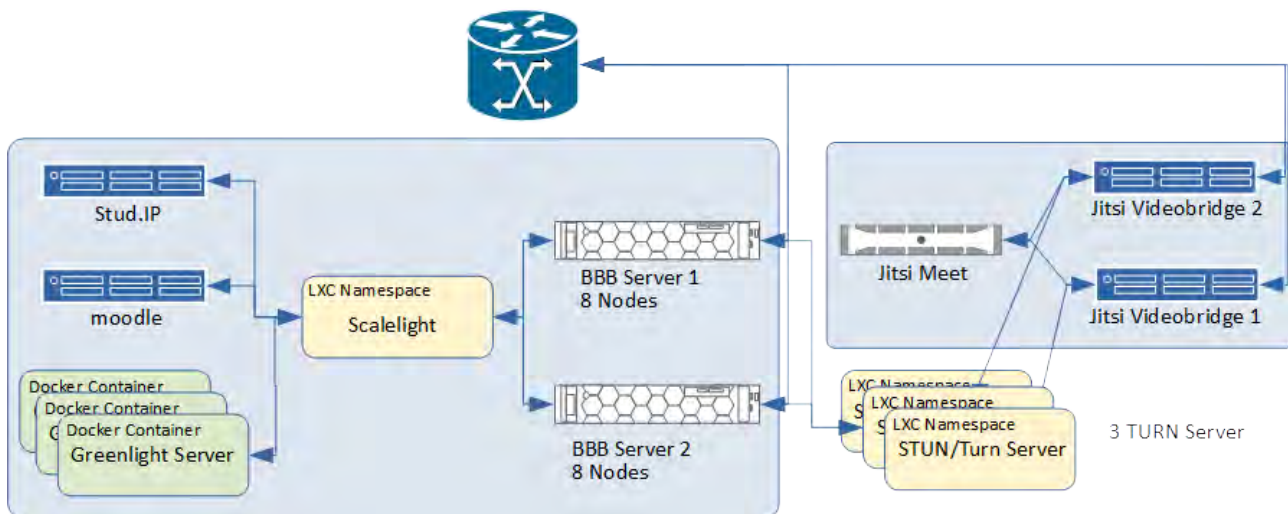 Stud.IP
moodle
Docker Container
Docker Container
G
Docker Container
Greenlight Server
LXC Namespace
Scalelight
BBB Server 1
8 Nodes
BBB Server 2
8 Nodes
Jitsi Meet
Jitsi Videobridge 2
Jitsi Videobridge 1
LXC Namespace
S
LXC Namespace
S
LXC Namespace
STUN/Turn Server
3 TURN Server